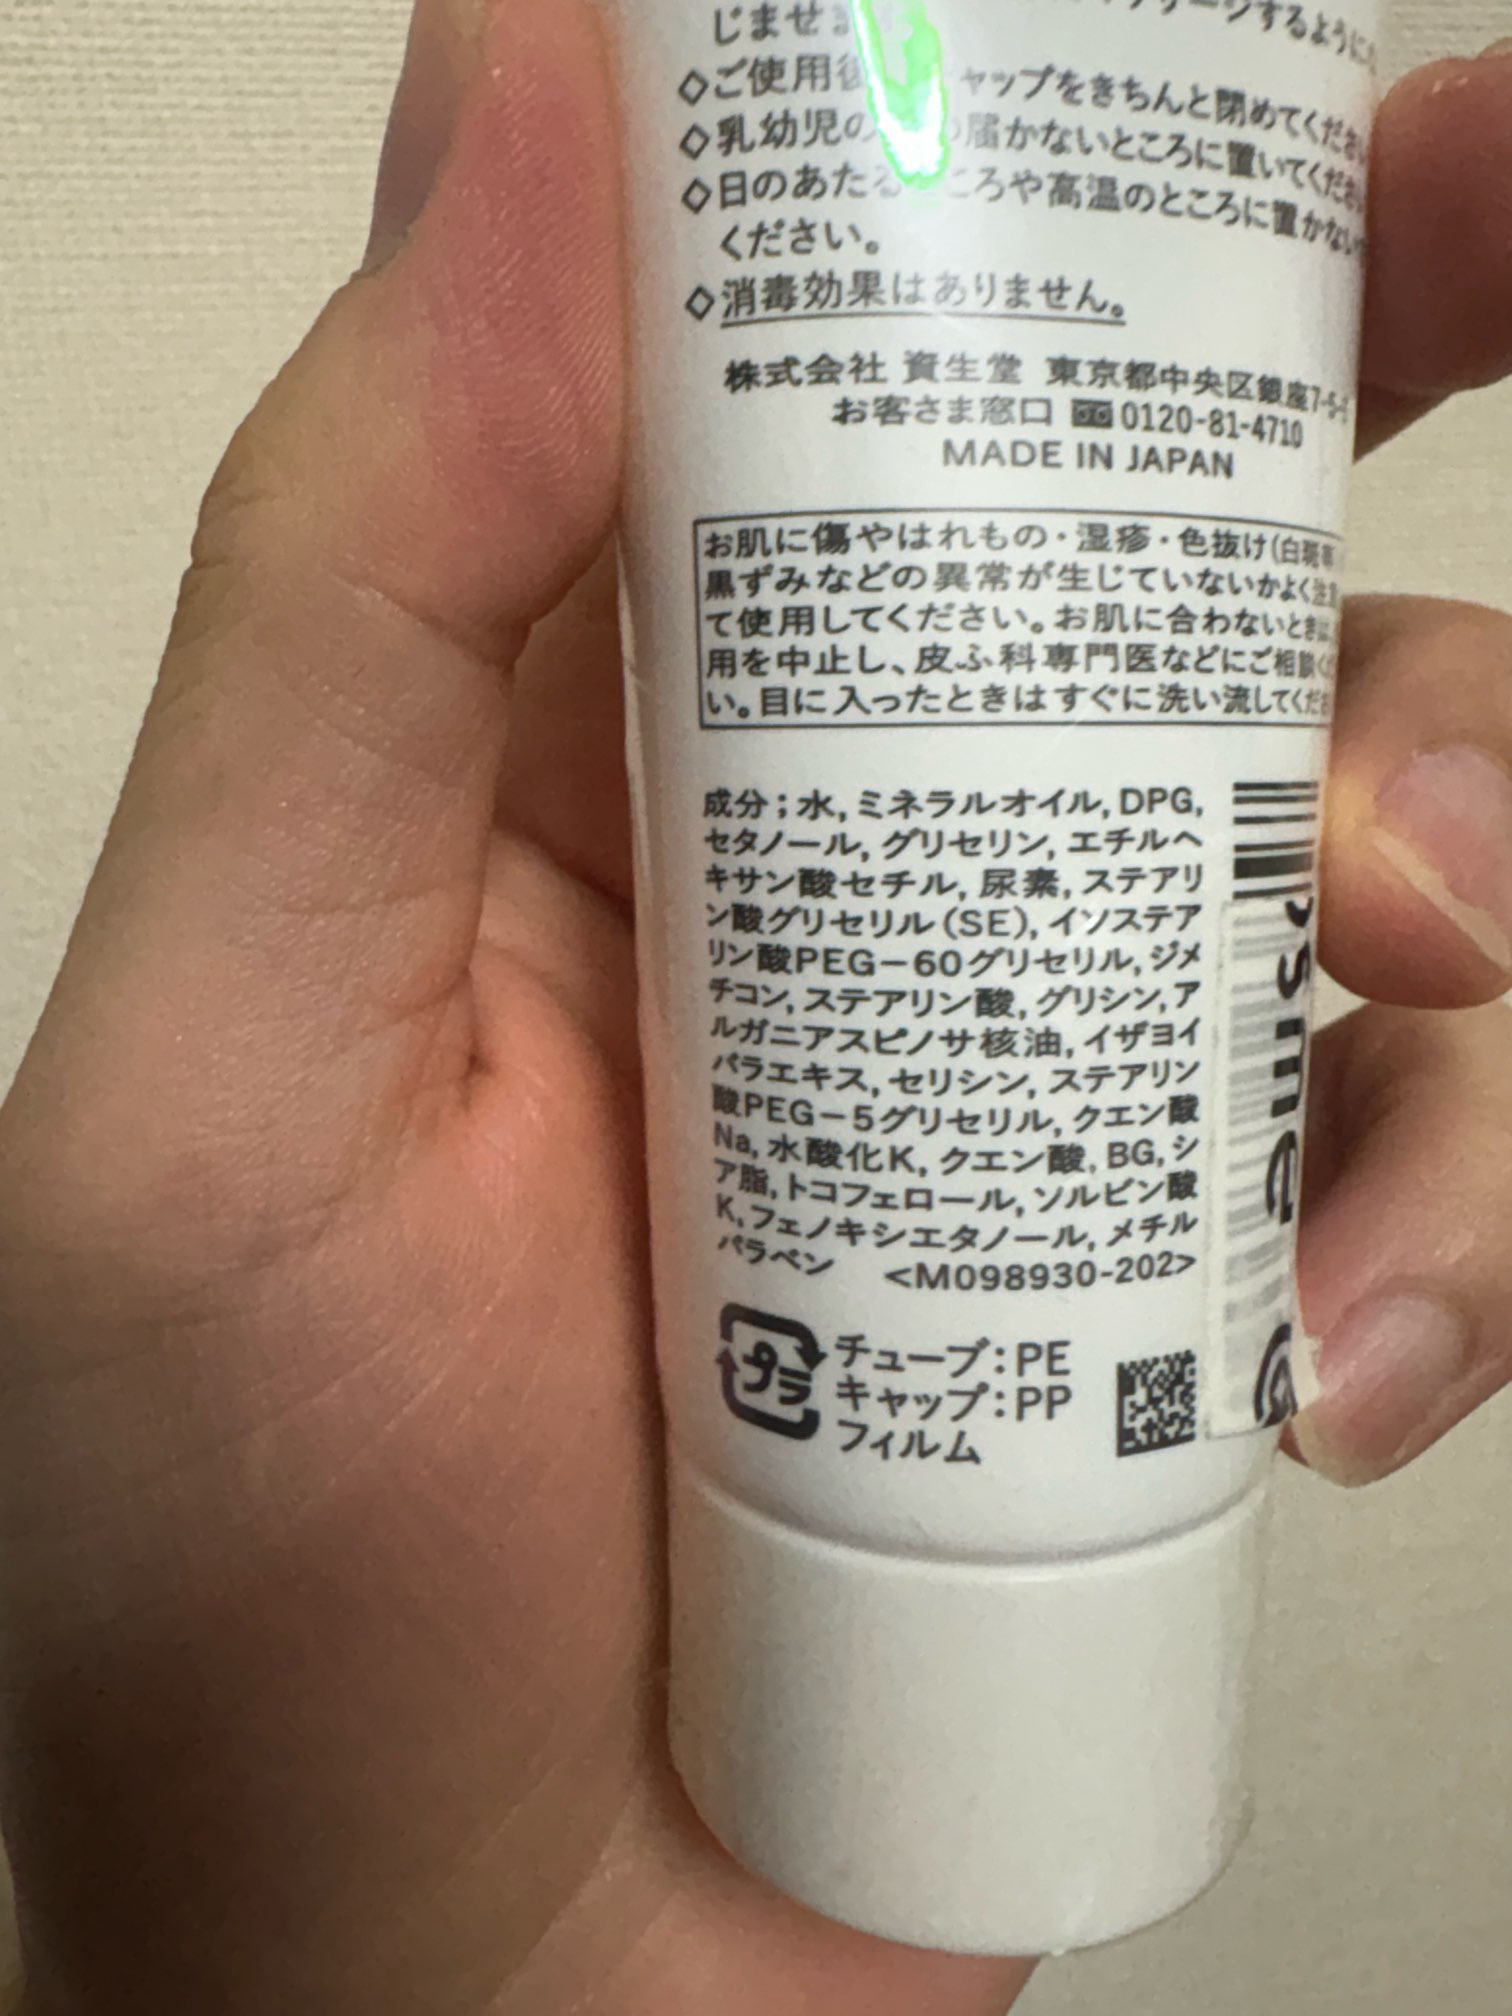 じませ
◇ご使用後 ャップをきちんと閉めてくださ
◇乳幼児の の届かないところに置いてくださ
◇日のあたる ころや高温のところに置かない
ください。
◇消毒効果はありません。
株式会社 資生堂 東京都中央区銀座7-5-5
お客さま窓口 0120-81-4710
MADE IN JAPAN
お肌に傷やはれもの・湿疹・色抜け(白斑等)
黒ずみなどの異常が生じていないかよく注意
て使用してください。お肌に合わないときは
用を中止し、皮ふ科専門医などにご相談くだ
い。目に入ったときはすぐに洗い流してくださ
成分;水,ミネラルオイル,DPG,
セタノール,グリセリン,エチルヘ
キサン酸セチル,尿素,ステアリ
ン酸グリセリル(SE),イソステア
リン酸PEG-60グリセリル,ジメ
チコン,ステアリン酸,グリシン,ア
ルガニアスピノサ核油,イザヨイ
バラエキス,セリシン,ステアリン
酸PEG-5グリセリル,クエン酸
Na,水酸化K,クエン酸,BG,シ
ア脂,トコフェロール,ソルビン酸
K,フェノキシエタノール,メチル
パラベン <M098930-202>
プラ
チューブ:PE
キャップ:PP
フィルム
osme